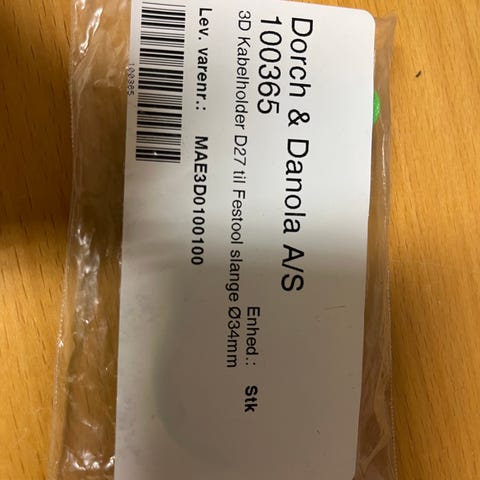 Dorch & Danola A/S
100365
3D Kabelholder D27 til Festool slange Ø34mm
Enhed.: Stk
Lev. varenr.: MAE3D0100100
100365